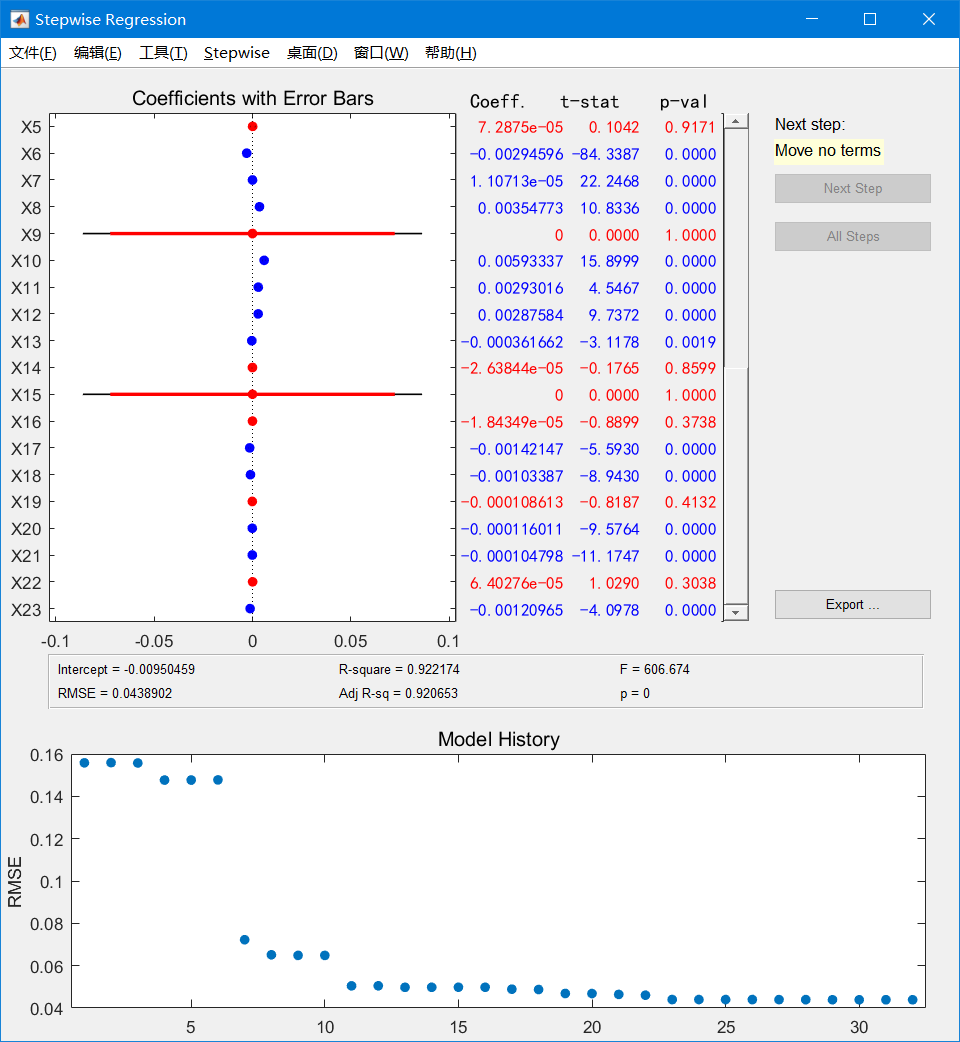 Stepwise Regression
文件(F) 编辑(E) 工具(T) Stepwise 桌面(D) 窗口(W) 帮助(H)
Coefficients with Error Bars Coeff. t-stat p-val
X5 7.2875e-05 0.1042 0.9171
X6 -0.00294596 -84.3387 0.0000
X7 1.10713e-05 22.2468 0.0000
X8 0.00354773 10.8336 0.0000
X9 0 0.0000 1.0000
X10 0.00593337 15.8999 0.0000
X11 0.00293016 4.5467 0.0000
X12 0.00287584 9.7372 0.0000
X13 -0.000361662 -3.1178 0.0019
X14 -2.63844e-05 -0.1765 0.8599
X15 0 0.0000 1.0000
X16 -1.84349e-05 -0.8899 0.3738
X17 -0.00142147 -5.5930 0.0000
X18 -0.00103387 -8.9430 0.0000
X19 -0.000108613 -0.8187 0.4132
X20 -0.000116011 -9.5764 0.0000
X21 -0.000104798 -11.1747 0.0000
X22 6.40276e-05 1.0290 0.3038
X23 -0.00120965 -4.0978 0.0000
-0.1 -0.05 0 0.05 0.1
Next step:
Move no terms
Next Step
All Steps
Export ...
Intercept = -0.00950459 R-square = 0.922174 F = 606.674
RMSE = 0.0438902 Adj R-sq = 0.920653 p = 0
Model History
0.16
0.14
0.12
0.1
0.08
0.06
0.04
RMSE
5 10 15 20 25 30